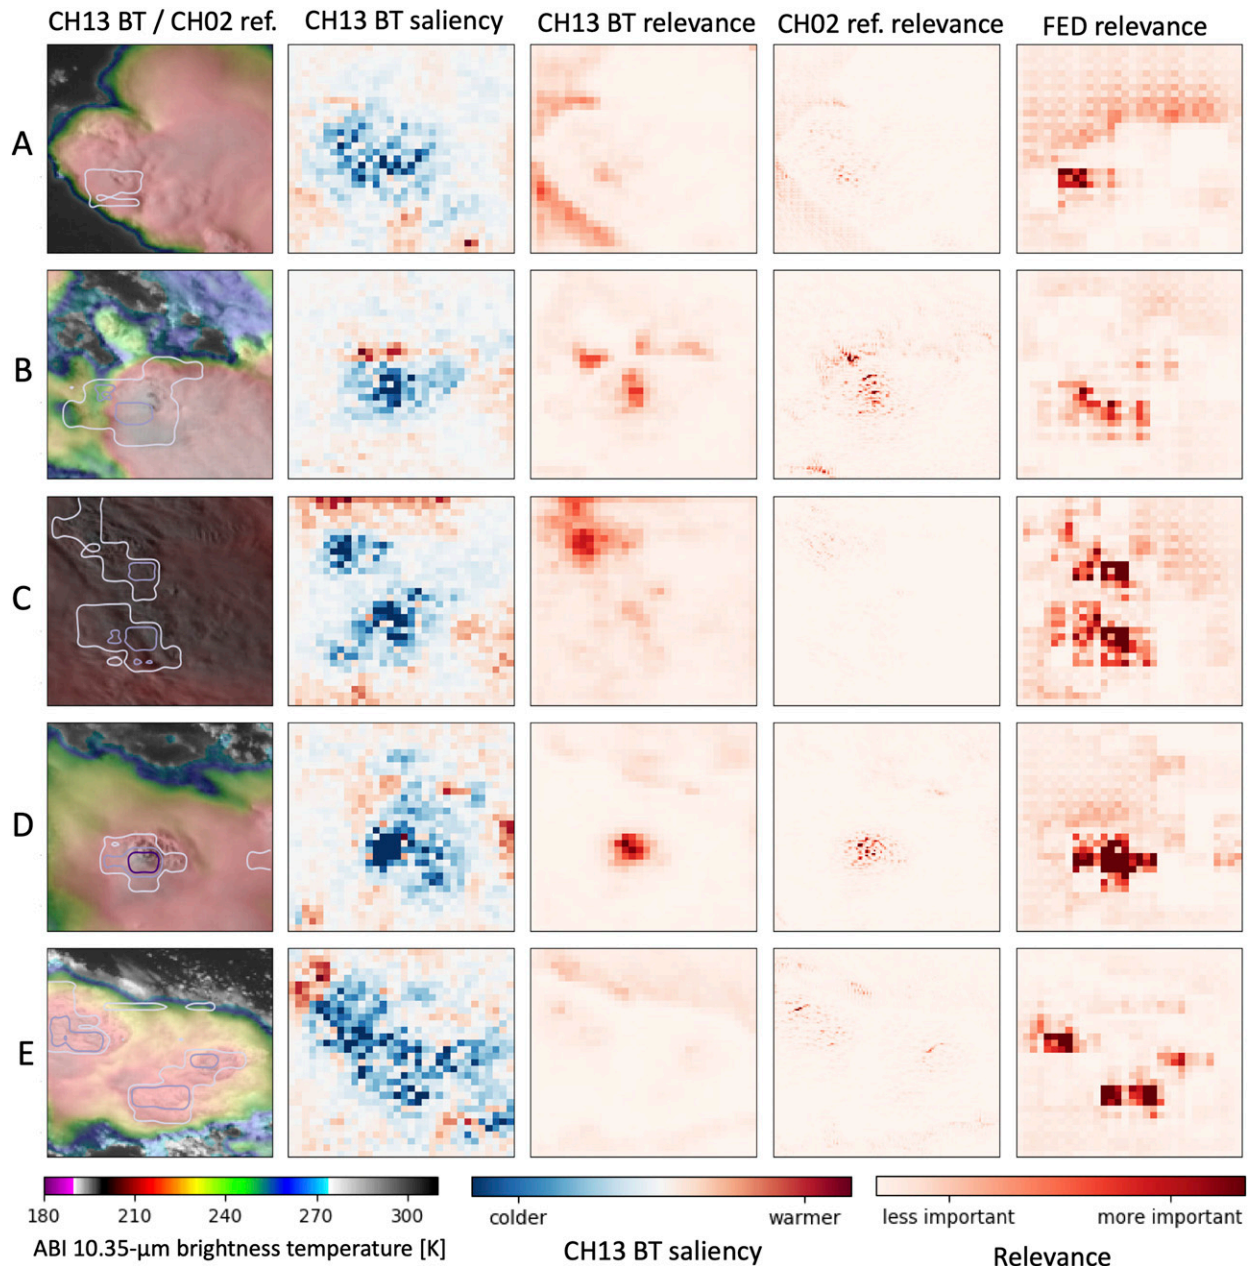 CH13 BT / CH02 ref. CH13 BT saliency CH13 BT relevance CH02 ref. relevance FED relevance
A
B
C
D
E
180 210 240 270 300
colder warmer
less important more important
ABI 10.35-μm brightness temperature [K]
CH13 BT saliency
Relevance